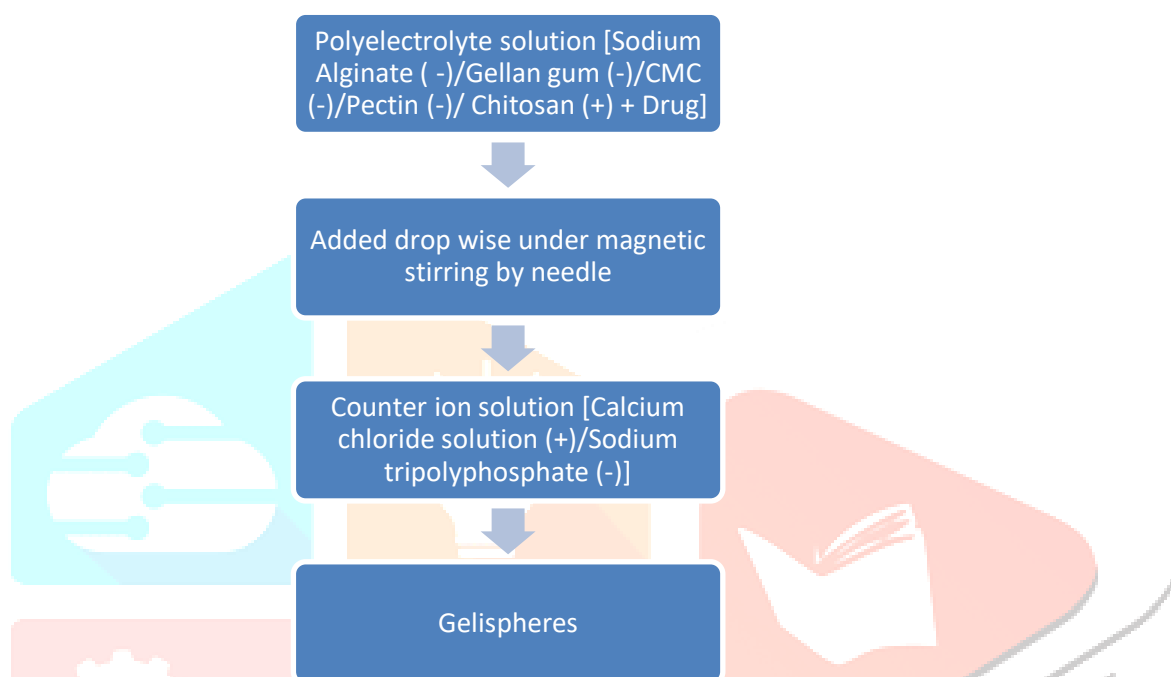 Polyelectrolyte solution [Sodium
Alginate ( -)/Gellan gum (-)/CMC
(-)/Pectin (-)/ Chitosan (+) + Drug]
Added drop wise under magnetic
stirring by needle
Counter ion solution [Calcium
chloride solution (+)/Sodium
tripolyphosphate (-)]
Gelispheres